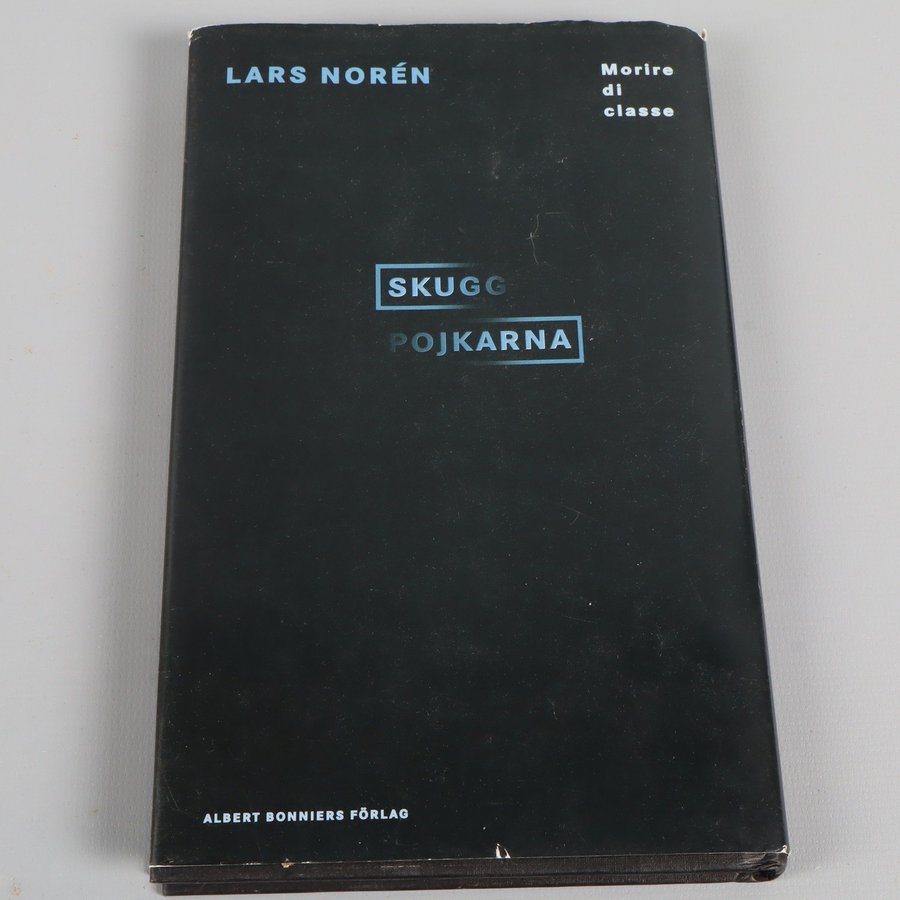 LARS NORÉN
Morire
di
classe
SKUGG
POJKARNA
ALBERT BONNIERS FÖRLAG